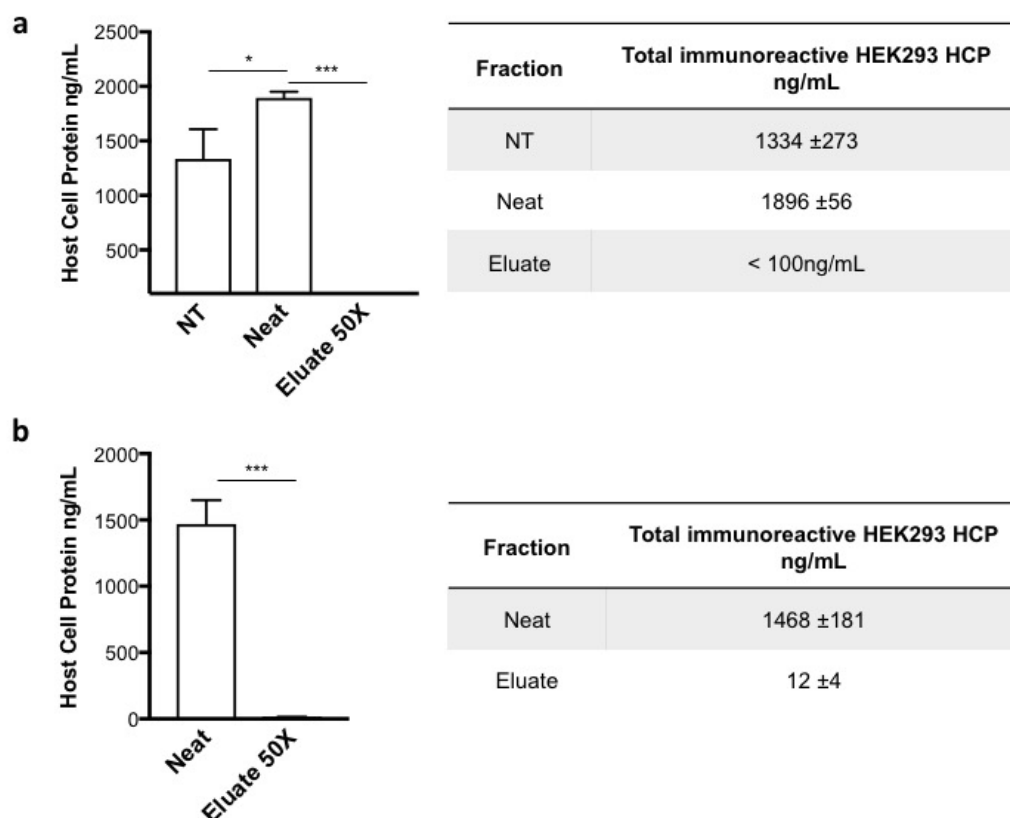 a
Host Cell Protein ng/mL
2500
2000
1500
1000
500
*
***
NT
Neat
Eluate 50X
Fraction
Total immunoreactive HEK293 HCP
ng/mL
NT
1334 ±273
Neat
1896 ±56
Eluate
< 100ng/mL
b
Host Cell Protein ng/mL
2000
1500
1000
500
0
***
Neat
Eluate 50X
Fraction
Total immunoreactive HEK293 HCP
ng/mL
Neat
1468 ±181
Eluate
12 ±4